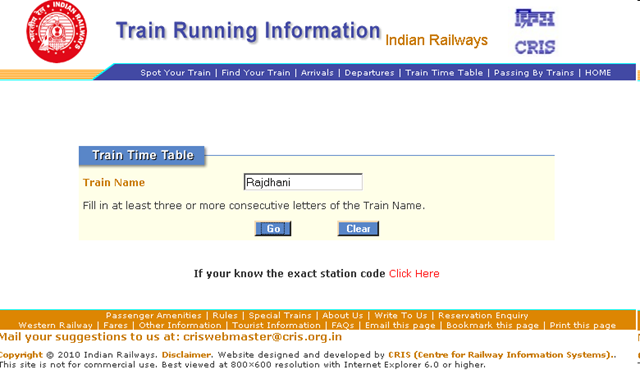 INDIAN RAILWAYS
Train Running Information Indian Railways
क्रिस
CRIS
Spot Your Train | Find Your Train | Arrivals | Departures | Train Time Table | Passing By Trains | HOME
Train Time Table
Train Name Rajdhani
Fill in at least three or more consecutive letters of the Train Name.
Go Clear
If your know the exact station code Click Here
Passenger Amenities | Rules | Special Trains | About Us | Write To Us | Reservation Enquiry
Western Railway | Fares | Other Information | Tourist Information | FAQs | Email this page | Bookmark this page | Print this page
Mail your suggestions to us at: criswebmaster@cris.org.in
Copyright © 2010 Indian Railways. Disclaimer. Website designed and developed by CRIS (Centre for Railway Information Systems)..
This site is not for commercial use. Best viewed at 800×600 resolution with Internet Explorer 6.0 or higher.